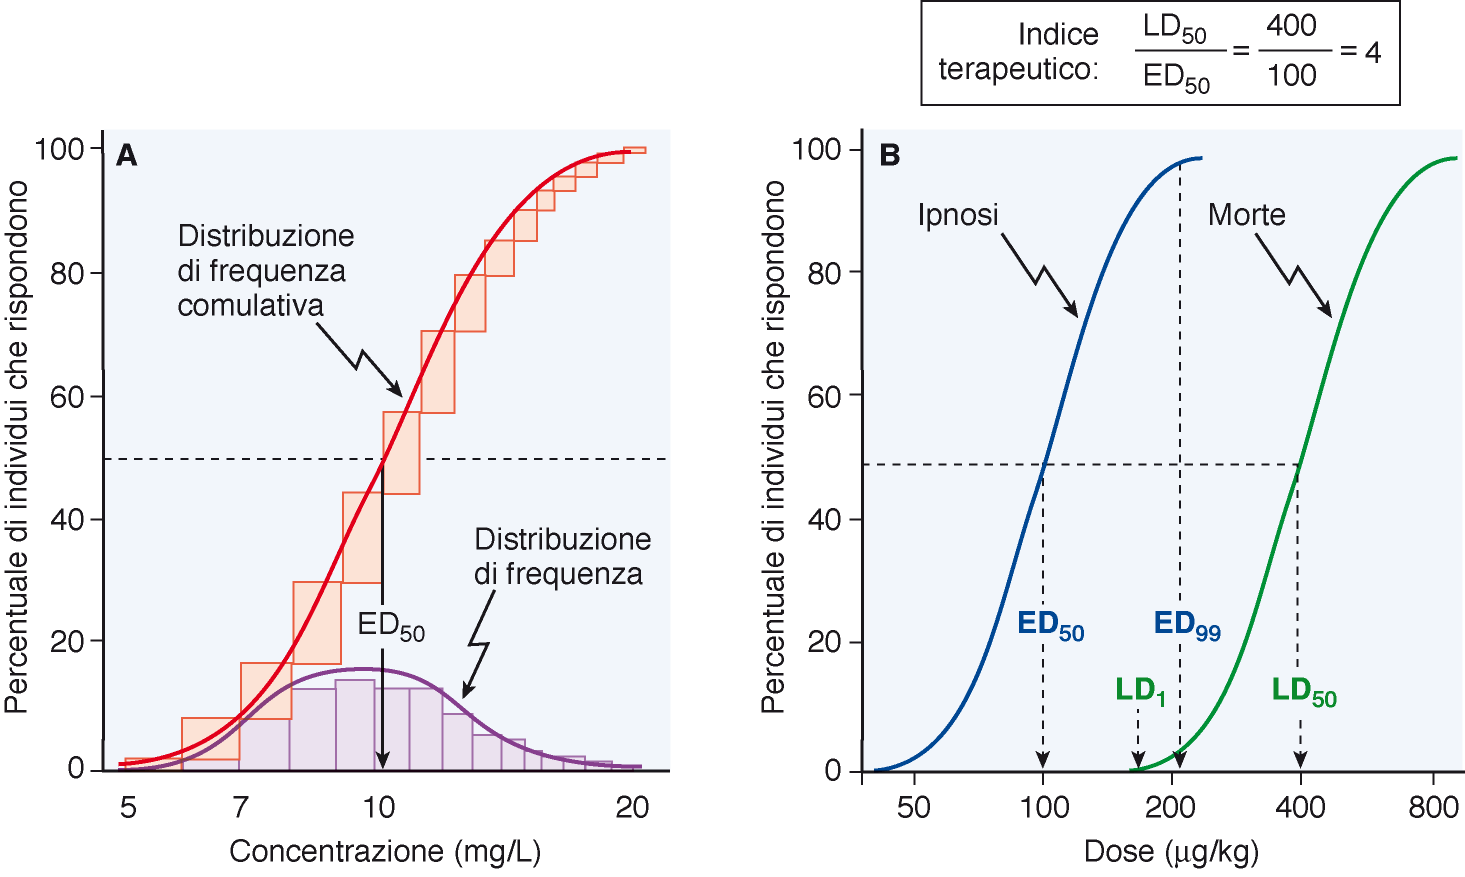 Indice
terapeutico:
LD50
ED50
=
400
100
= 4
A
Percentuale di individui che rispondono
100
80
60
40
20
0
Distribuzione
di frequenza
comulativa
Distribuzione
di frequenza
ED50
5 7 10 20
Concentrazione (mg/L)
B
Percentuale di individui che rispondono
100
80
60
40
20
0
Ipnosi
Morte
ED50
ED99
LD1
LD50
50 100 200 400 800
Dose (μg/kg)